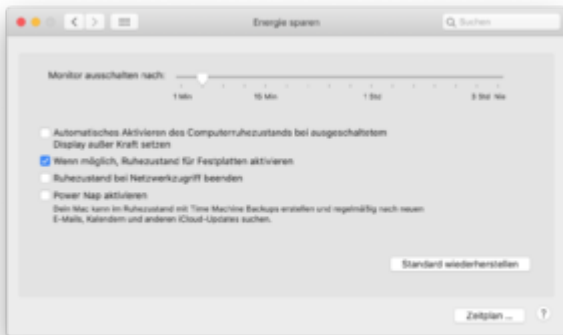 Energie sparen
Suchen
Monitor ausschalten nach:
1 Min 15 Min 1 Std 3 Std Nie
Automatisches Aktivieren des Computerruhezustands bei ausgeschaltetem
Display außer Kraft setzen
Wenn möglich, Ruhezustand für Festplatten aktivieren
Ruhezustand bei Netzwerkzugriff beenden
Power Nap aktivieren
Dein Mac kann im Ruhezustand mit Time Machine Backups erstellen und regelmäßig nach neuen
E-Mails, Kalendern und anderen iCloud-Updates suchen.
Standard wiederherstellen
Zeitplan ... ?